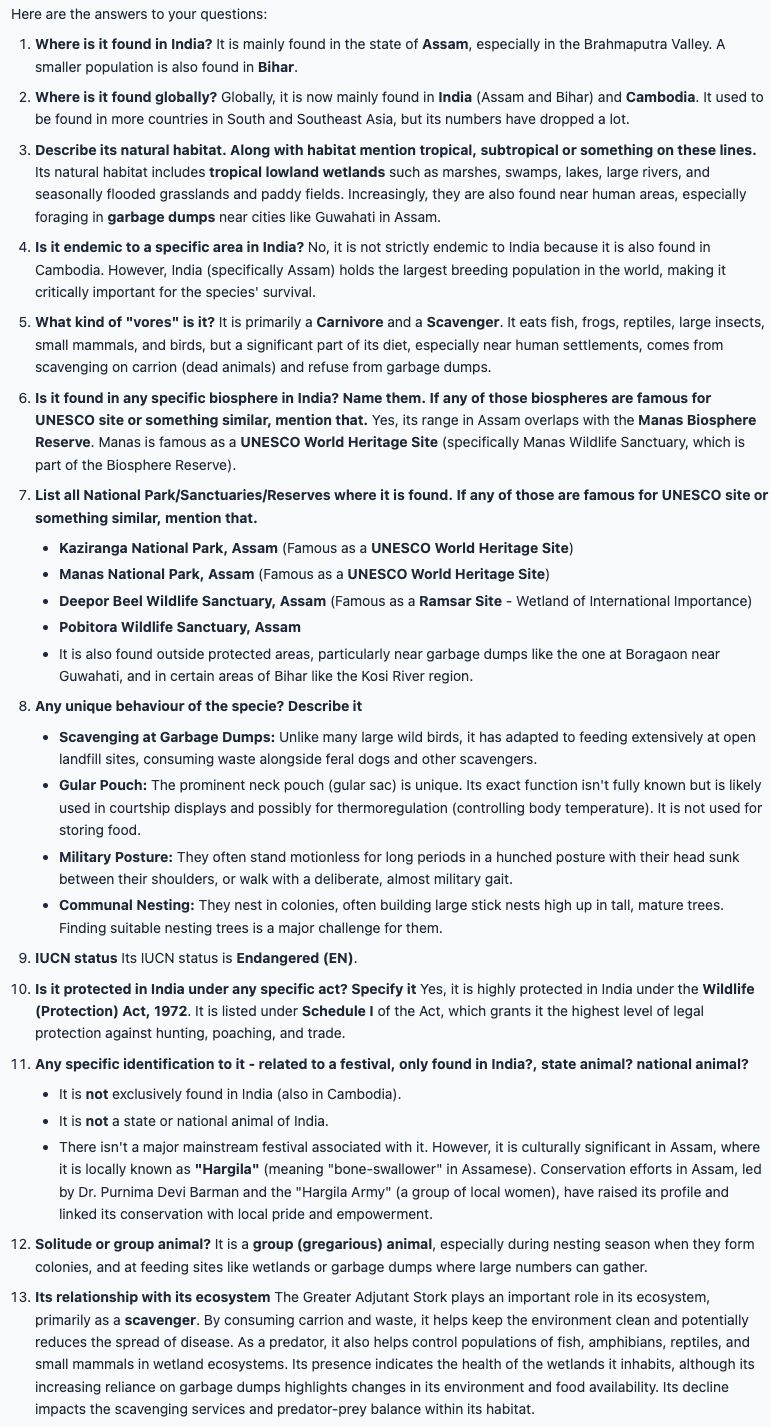 Here are the answers to your questions:
1. Where is it found in India? It is mainly found in the state of Assam, especially in the Brahmaputra Valley. A
smaller population is also found in Bihar.
2. Where is it found globally? Globally, it is now mainly found in India (Assam and Bihar) and Cambodia. It used to
be found in more countries in South and Southeast Asia, but its numbers have dropped a lot.
3. Describe its natural habitat. Along with habitat mention tropical, subtropical or something on these lines.
Its natural habitat includes tropical lowland wetlands such as marshes, swamps, lakes, large rivers, and
seasonally flooded grasslands and paddy fields. Increasingly, they are also found near human areas, especially
foraging in garbage dumps near cities like Guwahati in Assam.
4. Is it endemic to a specific area in India? No, it is not strictly endemic to India because it is also found in
Cambodia. However, India (specifically Assam) holds the largest breeding population in the world, making it
critically important for the species' survival.
5. What kind of "vores" is it? It is primarily a Carnivore and a Scavenger. It eats fish, frogs, reptiles, large insects,
small mammals, and birds, but a significant part of its diet, especially near human settlements, comes from
scavenging on carrion (dead animals) and refuse from garbage dumps.
6. Is it found in any specific biosphere in India? Name them. If any of those biospheres are famous for
UNESCO site or something similar, mention that. Yes, its range in Assam overlaps with the Manas Biosphere
Reserve. Manas is famous as a UNESCO World Heritage Site (specifically Manas Wildlife Sanctuary, which is
part of the Biosphere Reserve).
7. List all National Park/Sanctuaries/Reserves where it is found. If any of those are famous for UNESCO site or
something similar, mention that.
• Kaziranga National Park, Assam (Famous as a UNESCO World Heritage Site)
• Manas National Park, Assam (Famous as a UNESCO World Heritage Site)
• Deepor Beel Wildlife Sanctuary, Assam (Famous as a Ramsar Site - Wetland of International Importance)
• Pobitora Wildlife Sanctuary, Assam
• It is also found outside protected areas, particularly near garbage dumps like the one at Boragaon near
Guwahati, and in certain areas of Bihar like the Kosi River region.
8. Any unique behaviour of the specie? Describe it
• Scavenging at Garbage Dumps: Unlike many large wild birds, it has adapted to feeding extensively at open
landfill sites, consuming waste alongside feral dogs and other scavengers.
• Gular Pouch: The prominent neck pouch (gular sac) is unique. Its exact function isn't fully known but is likely
used in courtship displays and possibly for thermoregulation (controlling body temperature). It is not used for
storing food.
• Military Posture: They often stand motionless for long periods in a hunched posture with their head sunk
between their shoulders, or walk with a deliberate, almost military gait.
• Communal Nesting: They nest in colonies, often building large stick nests high up in tall, mature trees.
Finding suitable nesting trees is a major challenge for them.
9. IUCN status Its IUCN status is Endangered (EN).
10. Is it protected in India under any specific act? Specify it Yes, it is highly protected in India under the Wildlife
(Protection) Act, 1972. It is listed under Schedule I of the Act, which grants it the highest level of legal
protection against hunting, poaching, and trade.
11. Any specific identification to it - related to a festival, only found in India?, state animal? national animal?
• It is not exclusively found in India (also in Cambodia).
• It is not a state or national animal of India.
• There isn't a major mainstream festival associated with it. However, it is culturally significant in Assam, where
it is locally known as "Hargila" (meaning "bone-swallower" in Assamese). Conservation efforts in Assam, led
by Dr. Purnima Devi Barman and the "Hargila Army" (a group of local women), have raised its profile and
linked its conservation with local pride and empowerment.
12. Solitude or group animal? It is a group (gregarious) animal, especially during nesting season when they form
colonies, and at feeding sites like wetlands or garbage dumps where large numbers can gather.
13. Its relationship with its ecosystem The Greater Adjutant Stork plays an important role in its ecosystem,
primarily as a scavenger. By consuming carrion and waste, it helps keep the environment clean and potentially
reduces the spread of disease. As a predator, it also helps control populations of fish, amphibians, reptiles, and
small mammals in wetland ecosystems. Its presence indicates the health of the wetlands it inhabits, although its
increasing reliance on garbage dumps highlights changes in its environment and food availability. Its decline
impacts the scavenging services and predator-prey balance within its habitat.